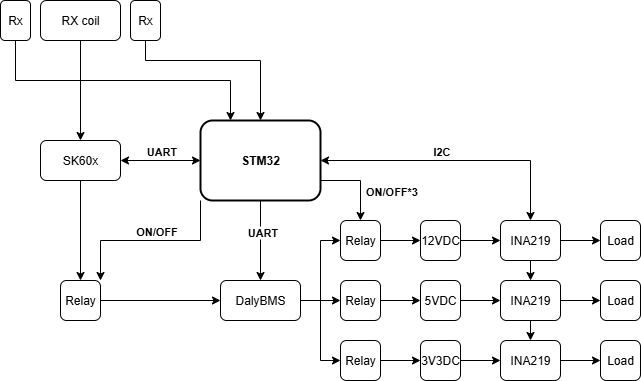 Rx
RX coil
Rx
SK60x
UART
STM32
I2C
ON/OFF*3
ON/OFF
UART
Relay
12VDC
INA219
Load
Relay
DalyBMS
Relay
5VDC
INA219
Load
Relay
3V3DC
INA219
Load